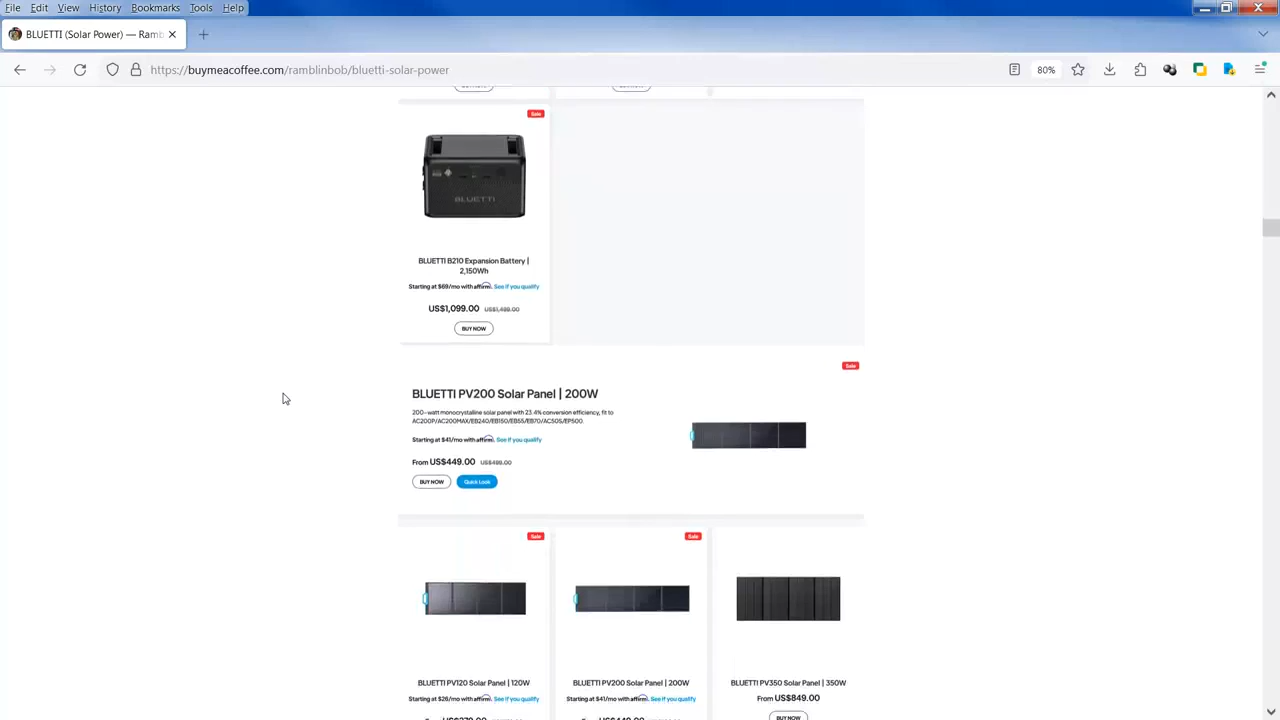 File Edit View History Bookmarks Tools Help
BLUETTI (Solar Power) — Ramb
https://buymeacoffee.com/ramblinbob/bluetti-solar-power
80%
Sale
BLUETTI
BLUETTI B210 Expansion Battery |
2,150Wh
Starting at $69/mo with affirm. See if you qualify
US$1,099.00 US$1,499.00
BUY NOW
Sale
BLUETTI PV200 Solar Panel | 200W
200-watt monocrystalline solar panel with 23.4% conversion efficiency, fit to
AC200P/AC200MAX/EB240/EB150/EB55/EB70/AC50S/EP500.
Starting at $41/mo with affirm. See if you qualify
From US$449.00 US$499.00
BUY NOW Quick Look
Sale Sale
BLUETTI PV120 Solar Panel | 120W BLUETTI PV200 Solar Panel | 200W BLUETTI PV350 Solar Panel | 350W
Starting at $26/mo with affirm. See if you qualify Starting at $41/mo with affirm. See if you qualify From US$849.00
BUY NOW